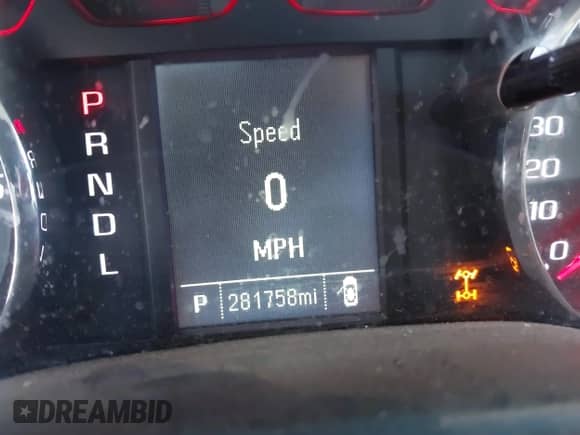 P
R
N
D
L
Speed
0
MPH
P 281758mi
30
20
10
0
DREAMBID